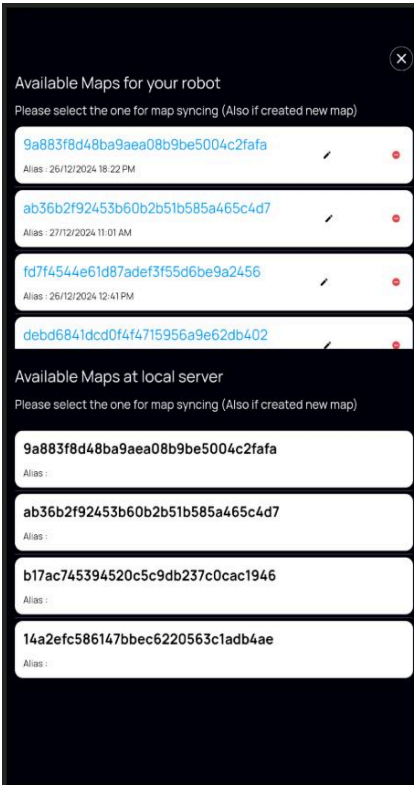 Available Maps for your robot
Please select the one for map syncing (Also if created new map)
9a883f8d48ba9aea08b9be5004c2fafa
Alias : 26/12/2024 18:22 PM
ab36b2f92453b60b2b51b585a465c4d7
Alias : 27/12/2024 11:01 AM
fd7f4544e61d87adef3f55d6be9a2456
Alias : 26/12/2024 12:41 PM
debd6841dcd0f4f4715956a9e62db402
Available Maps at local server
Please select the one for map syncing (Also if created new map)
9a883f8d48ba9aea08b9be5004c2fafa
Alias :
ab36b2f92453b60b2b51b585a465c4d7
Alias :
b17ac745394520c5c9db237c0cac1946
Alias :
14a2efc586147bbec6220563c1adb4ae
Alias :